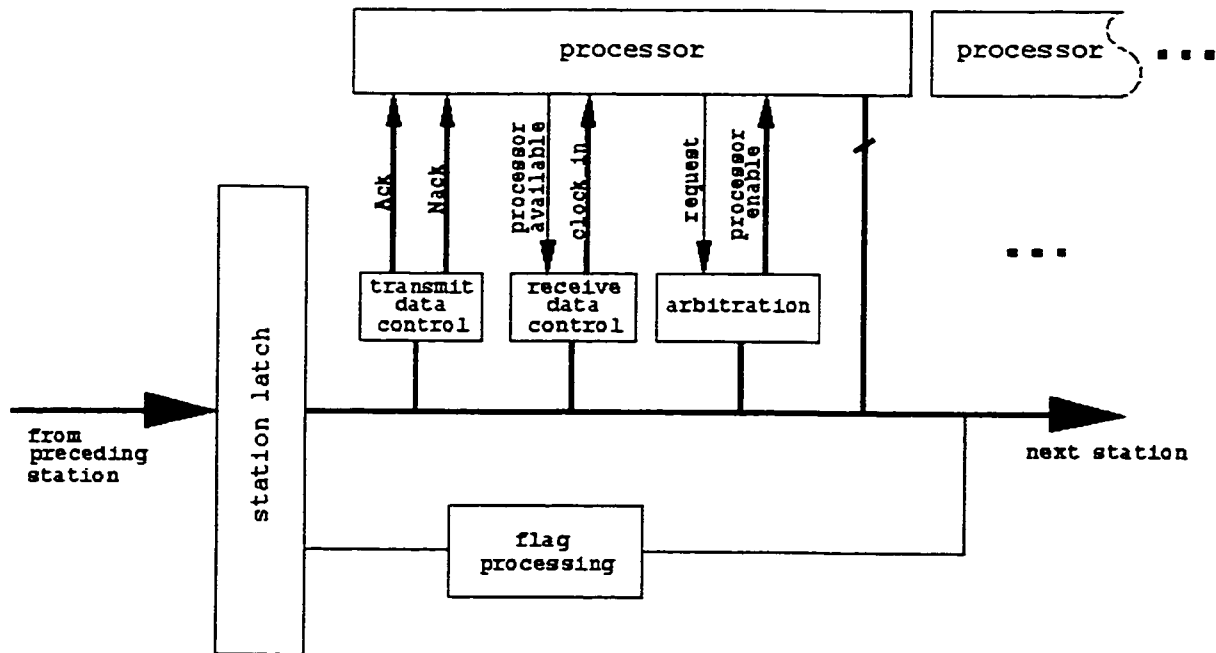 processor
processor
Ack
Nack
processor
available
clock in
request
processor
enable
transmit
data
control
receive
data
control
arbitration
station latch
from
preceding
station
next station
flag
processing